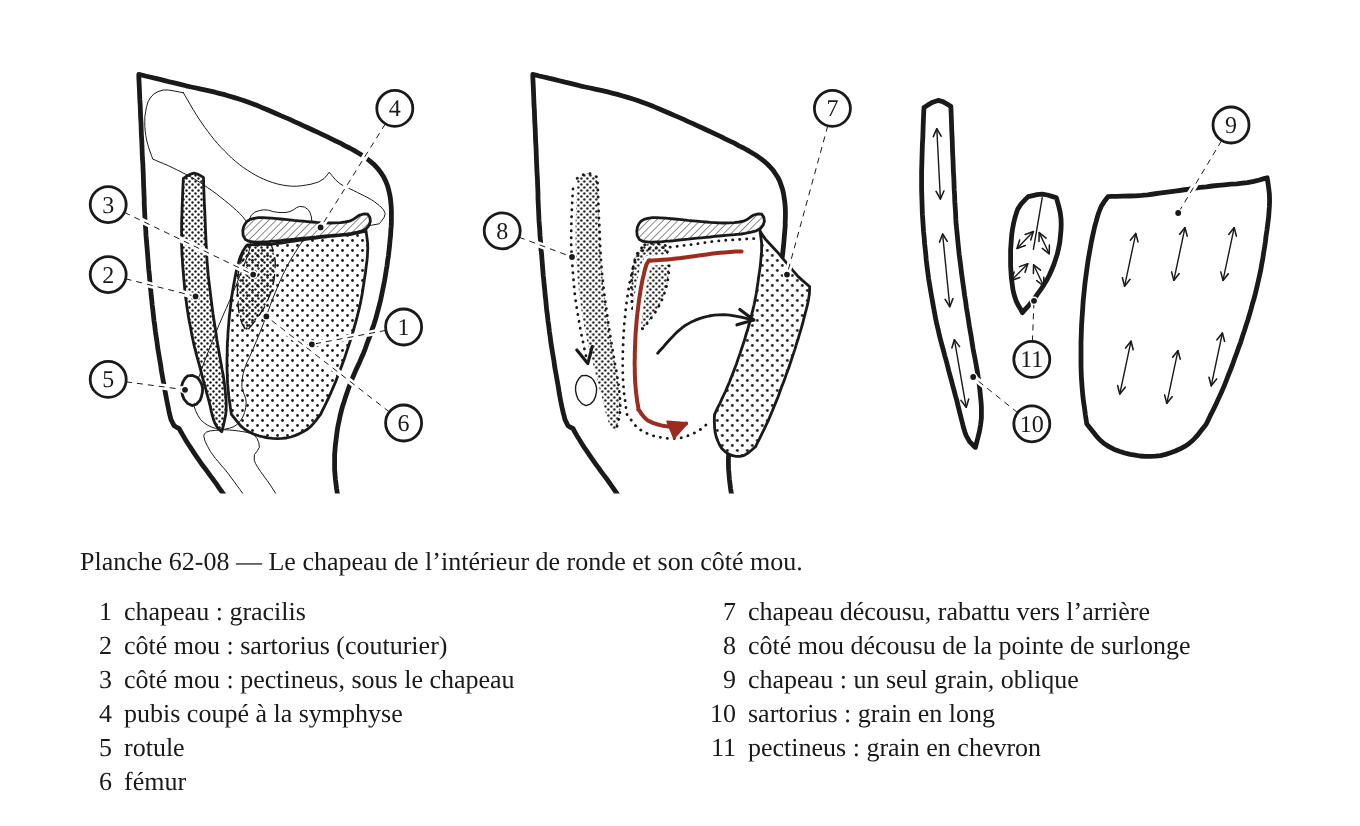 4
7
9
3
8
2
1
11
5
6
10
Planche 62-08 — Le chapeau de l’intérieur de ronde et son côté mou.
1 chapeau : gracilis
2 côté mou : sartorius (couturier)
3 côté mou : pectineus, sous le chapeau
4 pubis coupé à la symphyse
5 rotule
6 fémur
7 chapeau décousu, rabattu vers l’arrière
8 côté mou décousu de la pointe de surlonge
9 chapeau : un seul grain, oblique
10 sartorius : grain en long
11 pectineus : grain en chevron